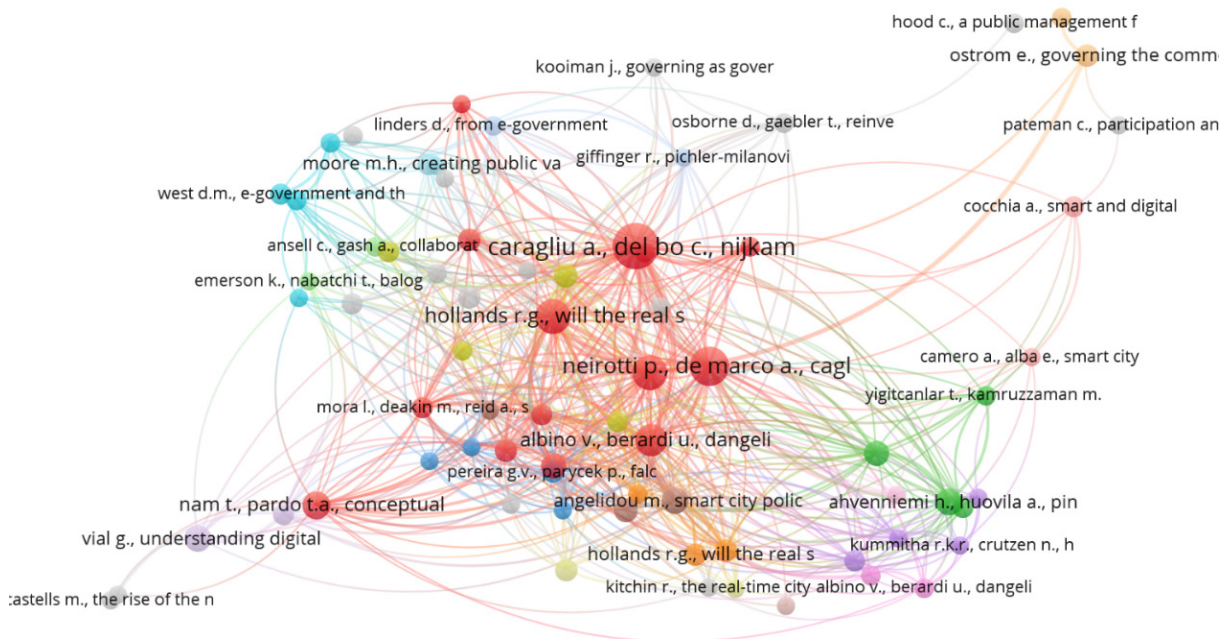 hood c., a public management f
ostrom e., governing the comm
kooiman j., governing as gover
linders d., from e-government
osborne d., gaebler t., reinve
pateman c., participation an
moore m.h., creating public va
giffinger r., pichler-milanovi
west d.m., e-government and th
cocchia a., smart and digital
ansell c., gash a., collaborat
caragliu a., del bo c., nijkam
emerson k., nabatchi t., balog
hollands r.g., will the real s
camero a., alba e., smart city
neirotti p., de marco a., cagl
yigitcanlar t., kamruzzaman m.
mora l., deakin m., reid a., s
albino v., berardi u., dangeli
pereira g.v., parycek p., falc
nam t., pardo t.a., conceptual
angelidou m., smart city polic
ahvenniemi h., huovila a., pin
vial g., understanding digital
kummitha r.k.r., crutzen n., h
hollands r.g., will the real s
kitchin r., the real-time city
albino v., berardi u., dangeli
castells m., the rise of the n